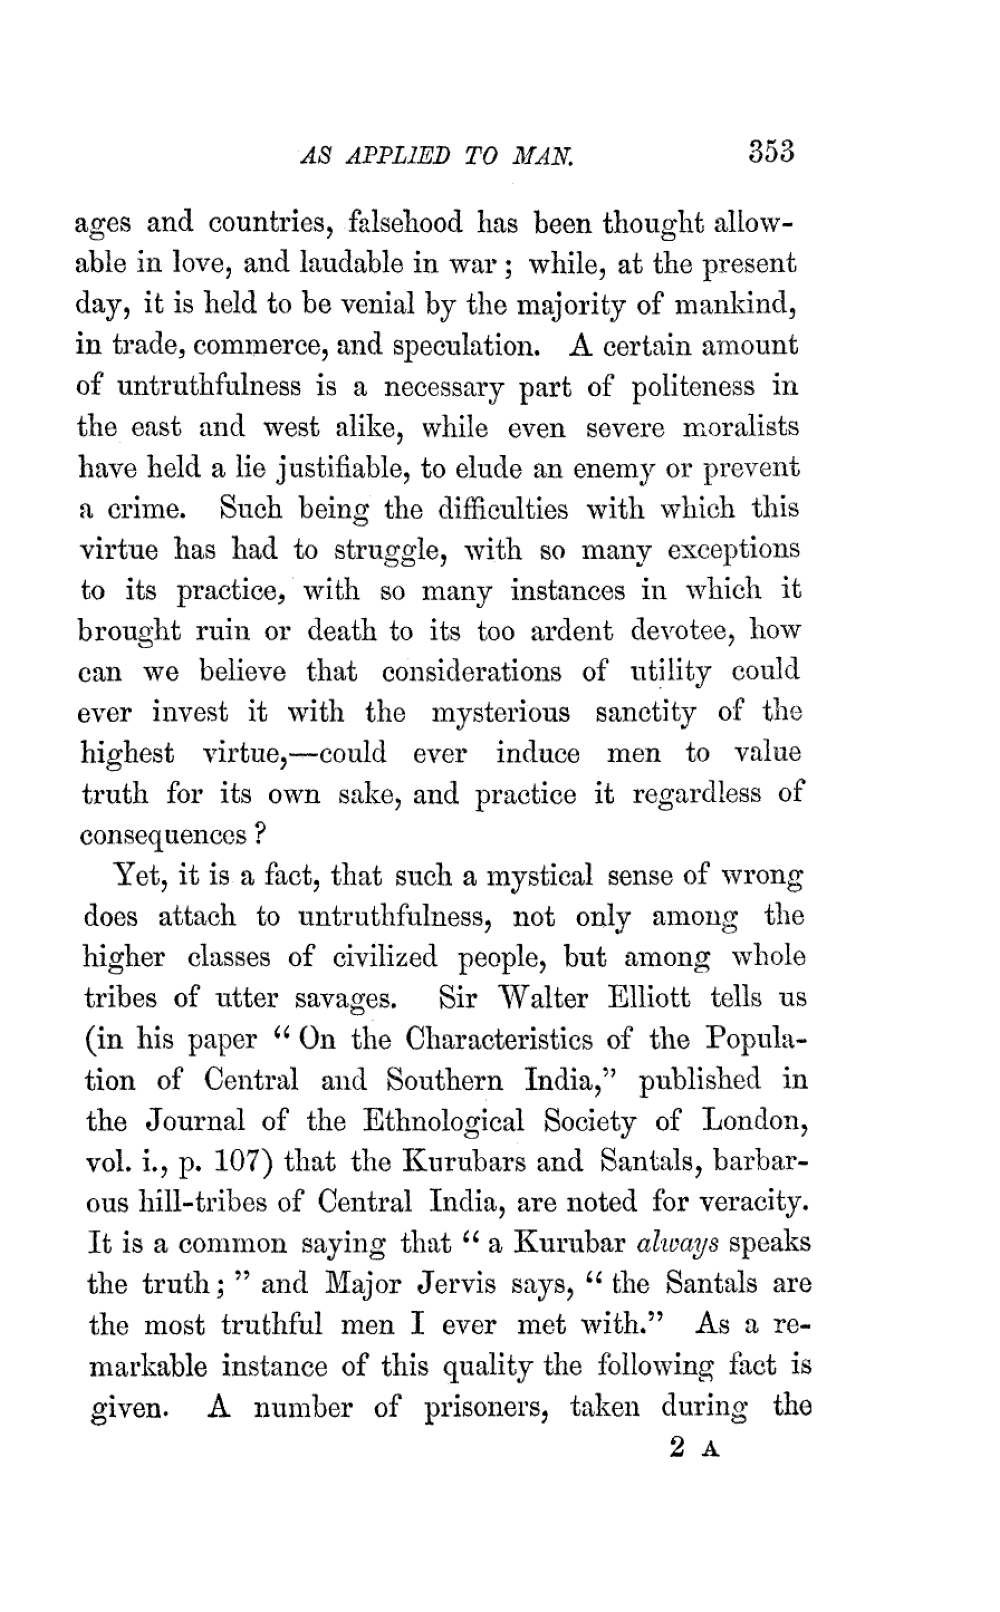 AS APPLIED TO MAN. 353
ages and countries, falsehood has been thought allow-
able in love, and laudable in war ; while, at the present
day, it is held to be venial by the majority of mankind,
in trade, commerce, and speculation. A certain amount
of untruthfulness is a necessary part of politeness in
the east and west alike, while even severe moralists
have held a lie justifiable, to elude an enemy or prevent
a crime. Such being the difficulties with which this
virtue has had to struggle, with so many exceptions
to its practice, with so many instances in which it
brought ruin or death to its too ardent devotee, how
can we believe that considerations of utility could
ever invest it with the mysterious sanctity of the
highest virtue,—could ever induce men to value
truth for its own sake, and practice it regardless of
consequences ?
Yet, it is a fact, that such a mystical sense of wrong
does attach to untruthfulness, not only among the
higher classes of civilized people, but among whole
tribes of utter savages. Sir Walter Elliott tells us
(in his paper “ On the Characteristics of the Popula-
tion of Central and Southern India,” published in
the Journal of the Ethnological Society of London,
vol. i., p. 107) that the Kurubars and Santals, barbar-
ous hill-tribes of Central India, are noted for veracity.
It is a common saying that “ a Kurubar always speaks
the truth ; ” and Major Jervis says, “ the Santals are
the most truthful men I ever met with.” As a re-
markable instance of this quality the following fact is
given. A number of prisoners, taken during the
2 A